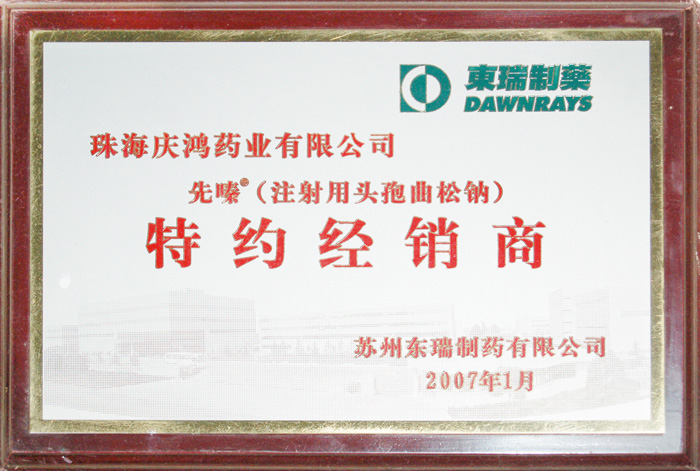 東瑞制藥
DAWNRAYS
珠海庆鸿药业有限公司
先嗪®（注射用头孢曲松钠）
特约经销商
苏州东瑞制药有限公司
2007年1月